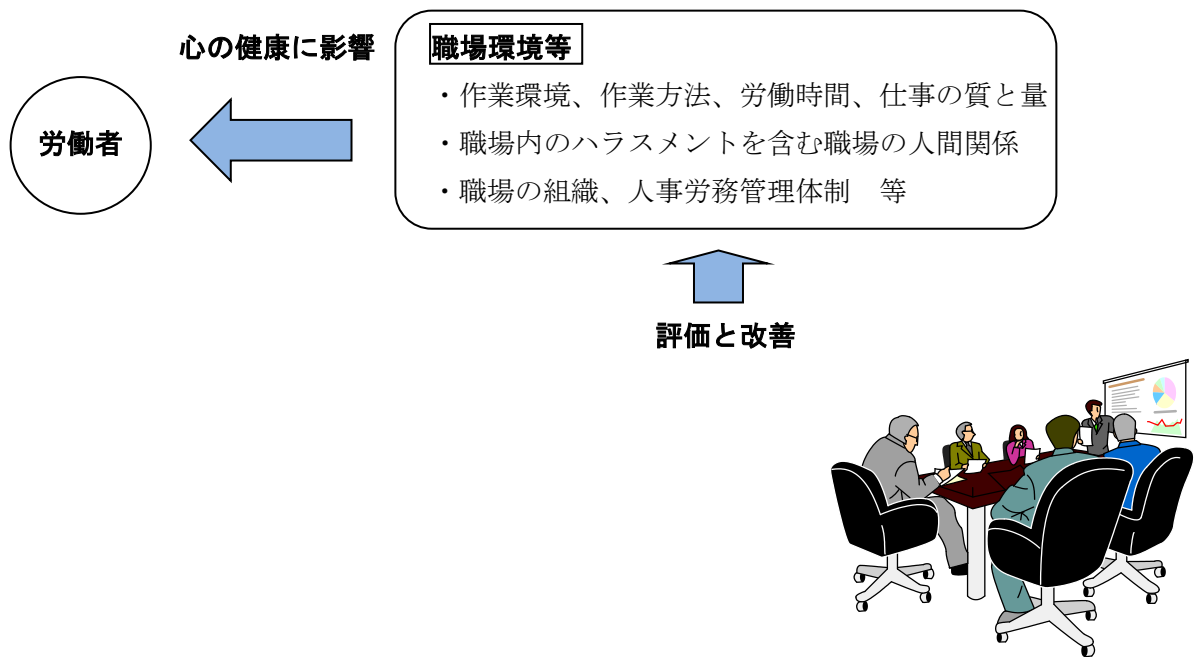 心の健康に影響
職場環境等
・作業環境、作業方法、労働時間、仕事の質と量
労働者
・職場内のハラスメントを含む職場の人間関係
・職場の組織、人事労務管理体制　等
評価と改善